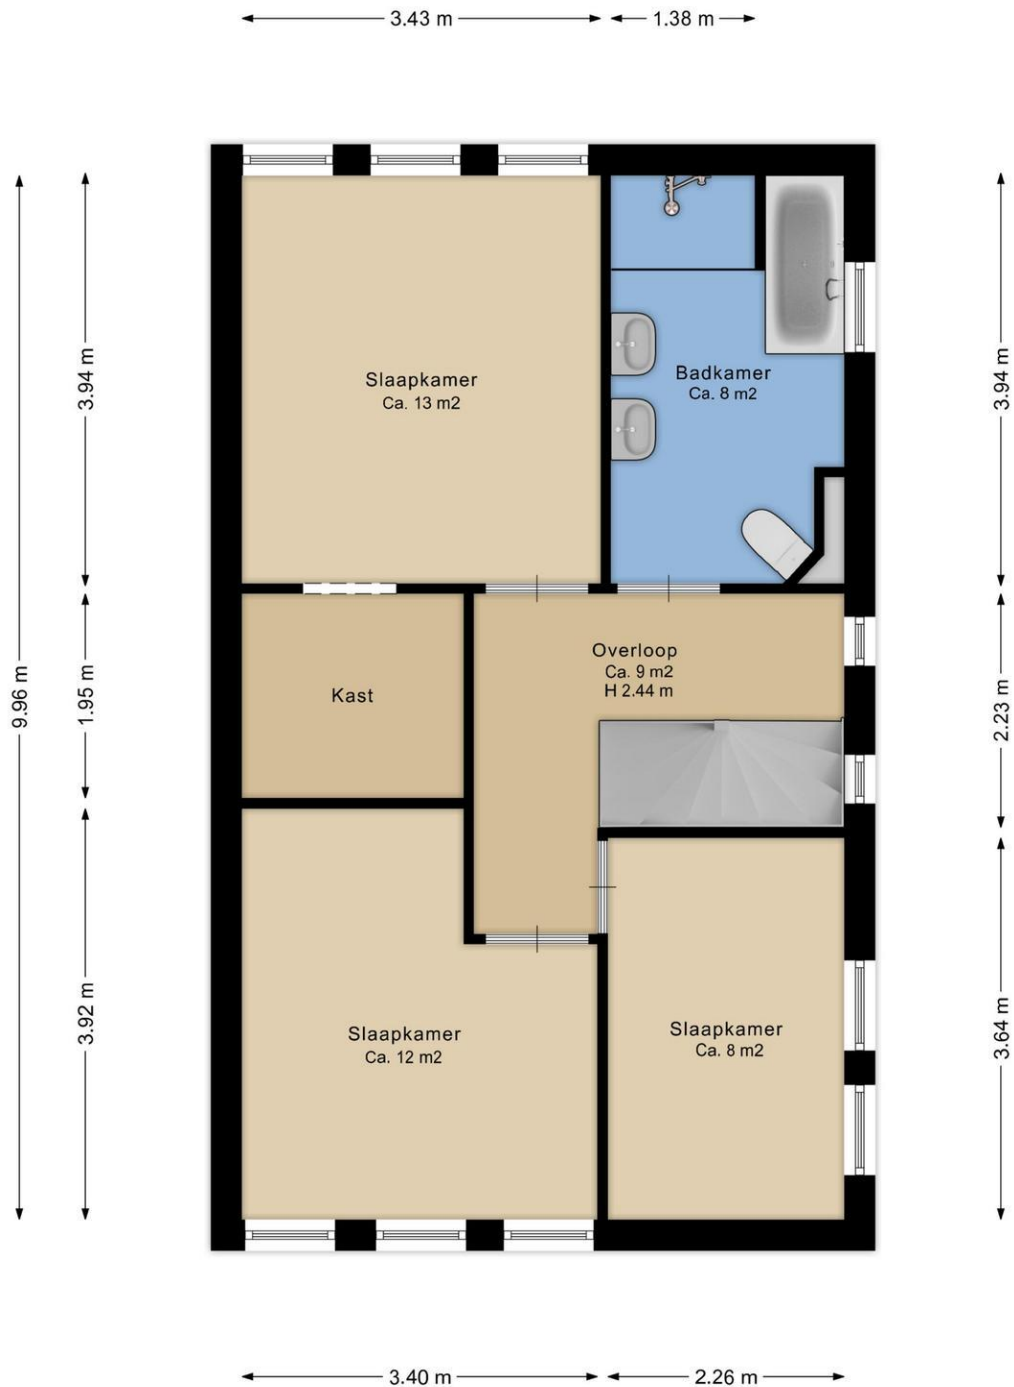 3.43 m
1.38 m
Slaapkamer
Ca. 13 m2
Badkamer
Ca. 8 m2
3.94 m
3.94 m
Overloop
Ca. 9 m2
H 2.44 m
Kast
9.96 m
1.95 m
2.23 m
Slaapkamer
Ca. 12 m2
Slaapkamer
Ca. 8 m2
3.92 m
3.64 m
3.40 m
2.26 m